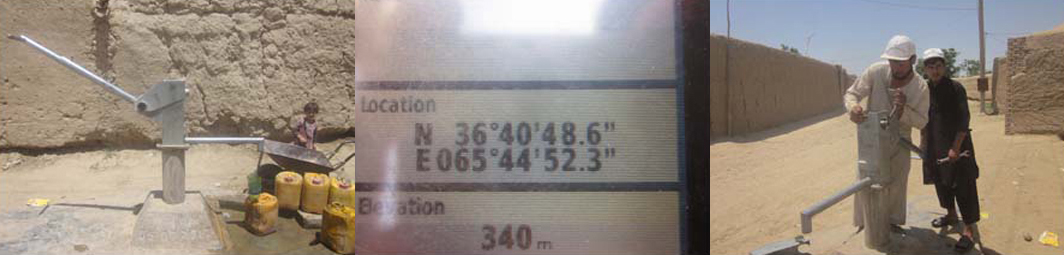 Location
N 36°40'48.6"
E 065°44'52.3"
Elevation
340 m